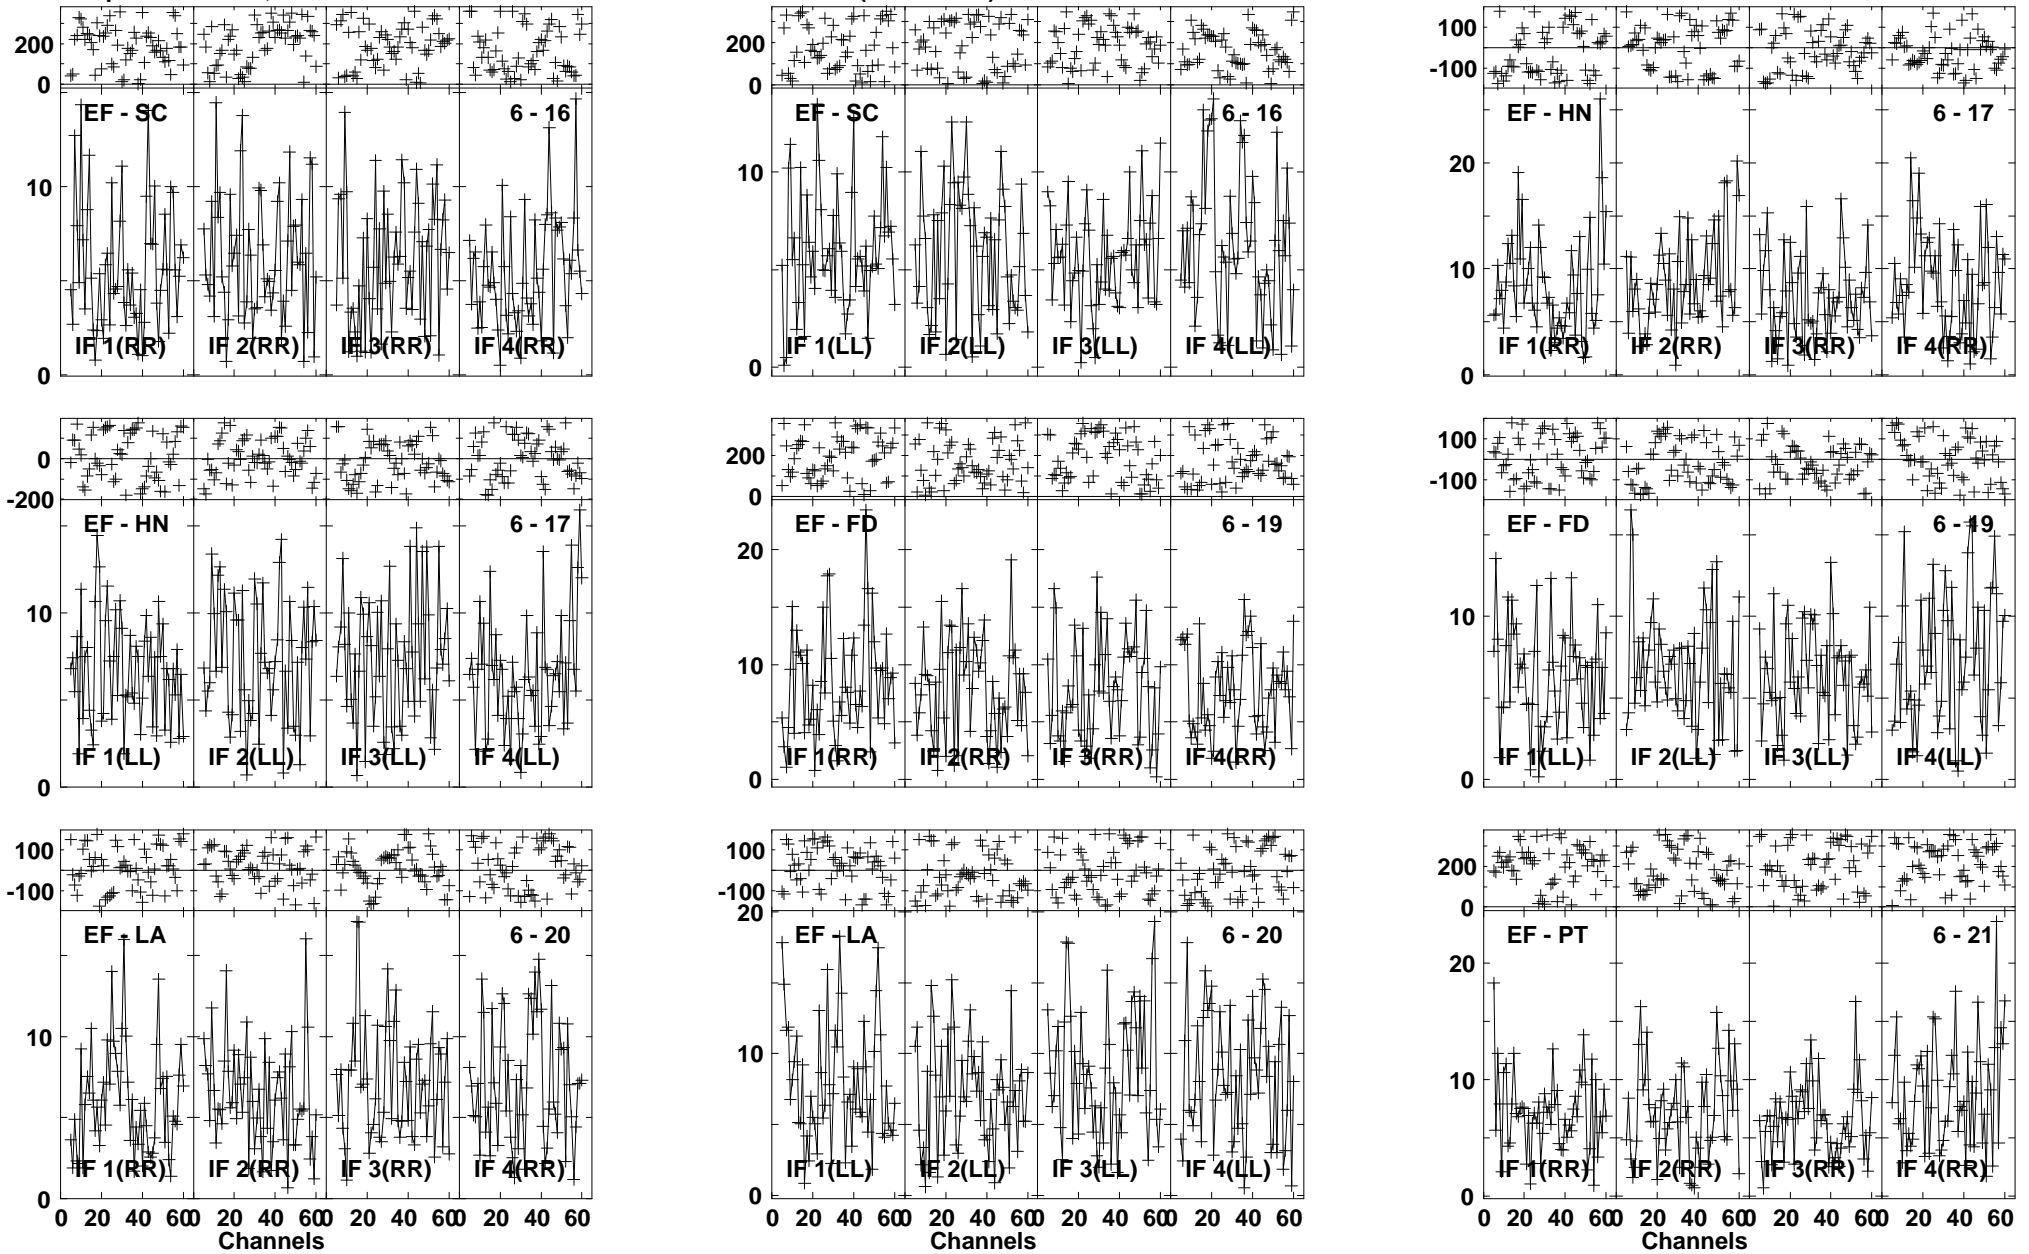 200
0
EF - SC 6 - 16
10
0
IF 1(RR) IF 2(RR) IF 3(RR) IF 4(RR)
200
0
EF - SC 6 - 16
10
0
IF 1(LL) IF 2(LL) IF 3(LL) IF 4(LL)
100
-100
EF - HN 6 - 17
20
10
0
IF 1(RR) IF 2(RR) IF 3(RR) IF 4(RR)
0
-200
EF - HN 6 - 17
10
0
IF 1(LL) IF 2(LL) IF 3(LL) IF 4(LL)
200
0
EF - FD 6 - 19
20
10
0
IF 1(RR) IF 2(RR) IF 3(RR) IF 4(RR)
100
-100
EF - FD 6 - 19
10
0
IF 1(LL) IF 2(LL) IF 3(LL) IF 4(LL)
100
-100
EF - LA 6 - 20
10
0
IF 1(RR) IF 2(RR) IF 3(RR) IF 4(RR)
0 20 40 60 0 20 40 60 0 20 40 60 0 20 40 60
Channels
100
-100
20
EF - LA 6 - 20
10
0
IF 1(LL) IF 2(LL) IF 3(LL) IF 4(LL)
0 20 40 60 0 20 40 60 0 20 40 60 0 20 40 60
Channels
200
0
EF - PT 6 - 21
20
10
0
IF 1(RR) IF 2(RR) IF 3(RR) IF 4(RR)
0 20 40 60 0 20 40 60 0 20 40 60 0 20 40 60
Channels